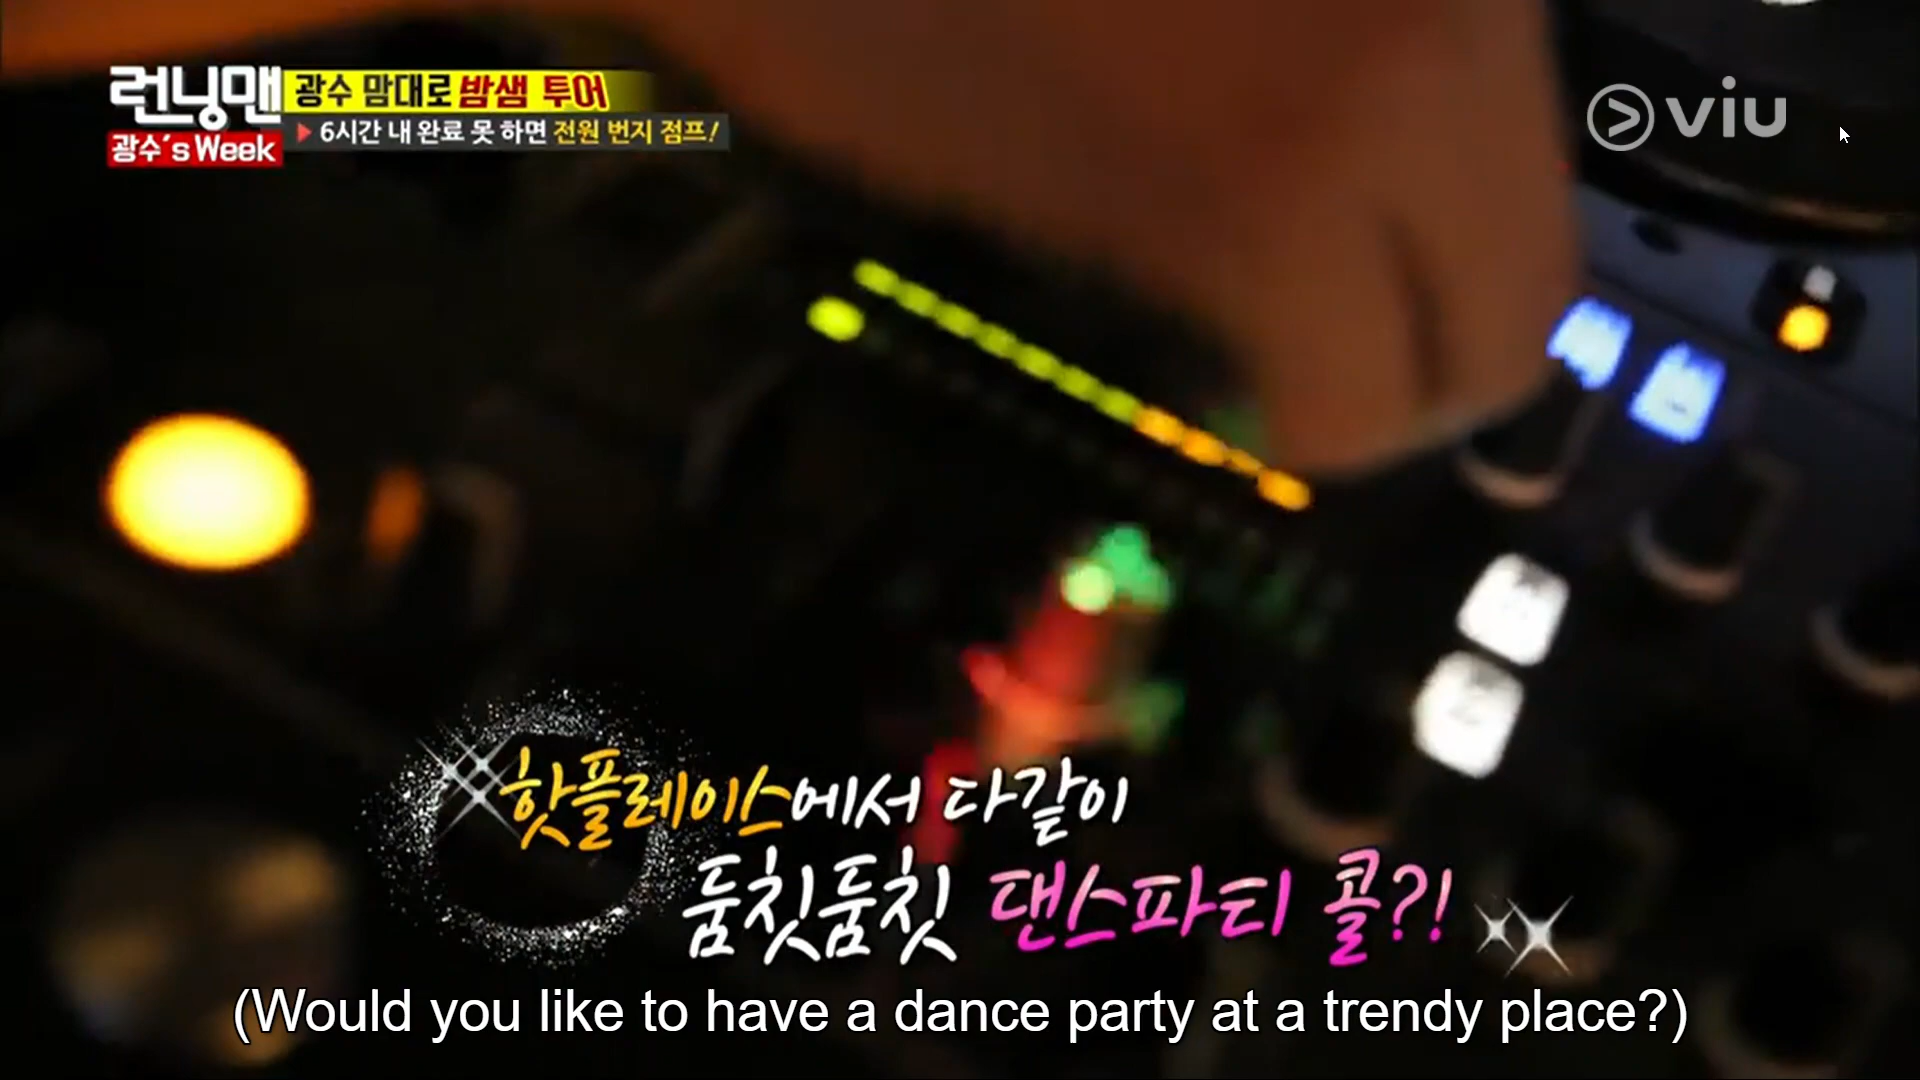 런닝맨 광수 맘대로 밤샘 투어
광수's Week ▶ 6시간 내 완료 못 하면 전원 번지 점프!
viu
핫플레이스에서 다같이
둠칫둠칫 댄스파티 콜?!
(Would you like to have a dance party at a trendy place?)